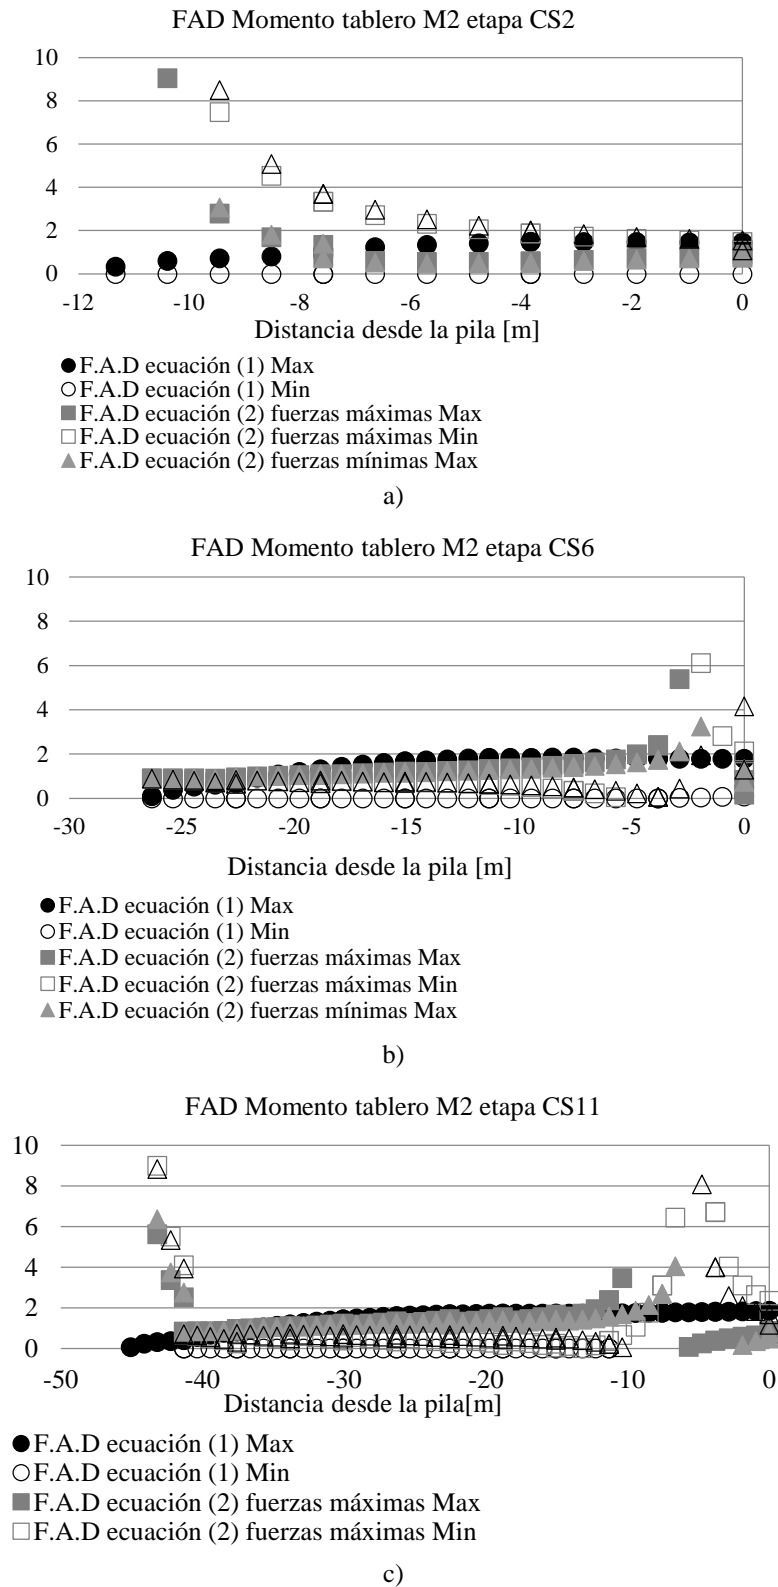 FAD Momento tablero M2 etapa CS2
10
8
6
4
2
0
-12 -10 -8 -6 -4 -2 0
Distancia desde la pila [m]
F.A.D ecuación (1) Max
F.A.D ecuación (1) Min
F.A.D ecuación (2) fuerzas máximas Max
F.A.D ecuación (2) fuerzas máximas Min
F.A.D ecuación (2) fuerzas mínimas Max
a)
FAD Momento tablero M2 etapa CS6
10
8
6
4
2
0
-30 -25 -20 -15 -10 -5 0
Distancia desde la pila [m]
F.A.D ecuación (1) Max
F.A.D ecuación (1) Min
F.A.D ecuación (2) fuerzas máximas Max
F.A.D ecuación (2) fuerzas máximas Min
F.A.D ecuación (2) fuerzas mínimas Max
b)
FAD Momento tablero M2 etapa CS11
10
8
6
4
2
0
-50 -40 -30 -20 -10 0
Distancia desde la pila[m]
F.A.D ecuación (1) Max
F.A.D ecuación (1) Min
F.A.D ecuación (2) fuerzas máximas Max
F.A.D ecuación (2) fuerzas máximas Min
c)